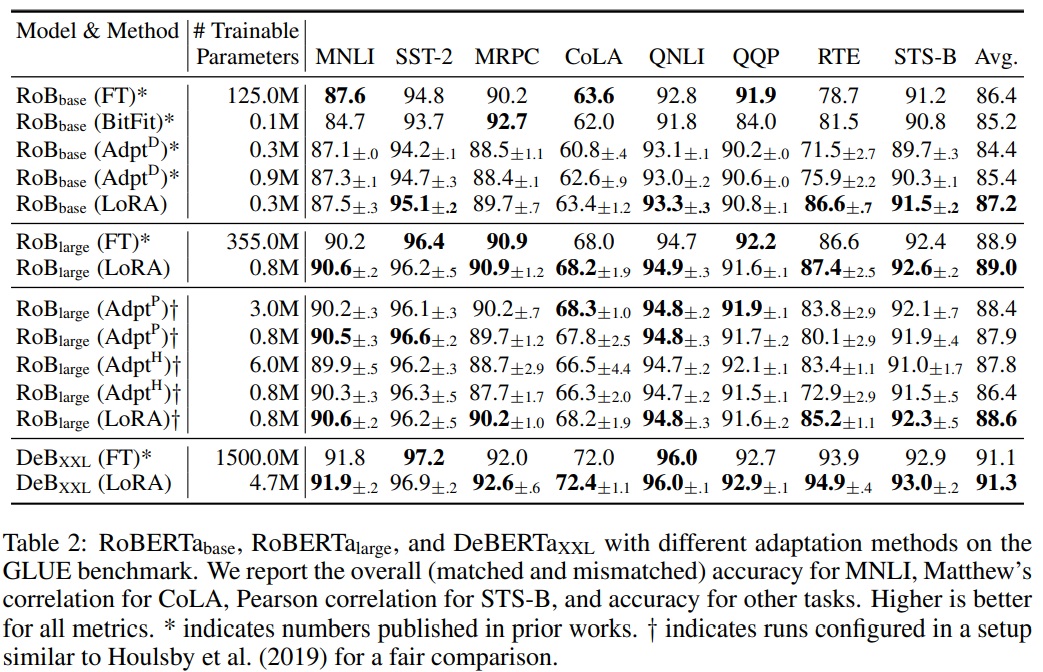 Model & Method # Trainable
Parameters MNLI SST-2 MRPC CoLA QNLI QQP RTE STS-B Avg.
RoBbase (FT)* 125.0M 87.6 94.8 90.2 63.6 92.8 91.9 78.7 91.2 86.4
RoBbase (BitFit)* 0.1M 84.7 93.7 92.7 62.0 91.8 84.0 81.5 90.8 85.2
RoBbase (AdptD)* 0.3M 87.1±.0 94.2±.1 88.5±1.1 60.8±.4 93.1±.1 90.2±.0 71.5±2.7 89.7±.3 84.4
RoBbase (AdptD)* 0.9M 87.3±.1 94.7±.3 88.4±.1 62.6±.9 93.0±.2 90.6±.0 75.9±2.2 90.3±.1 85.4
RoBbase (LoRA) 0.3M 87.5±.3 95.1±.2 89.7±.7 63.4±1.2 93.3±.3 90.8±.1 86.6±.7 91.5±.2 87.2
RoBlarge (FT)* 355.0M 90.2 96.4 90.9 68.0 94.7 92.2 86.6 92.4 88.9
RoBlarge (LoRA) 0.8M 90.6±.2 96.2±.5 90.9±1.2 68.2±1.9 94.9±.3 91.6±.1 87.4±2.5 92.6±.2 89.0
RoBlarge (AdptP)† 3.0M 90.2±.3 96.1±.3 90.2±.7 68.3±1.0 94.8±.2 91.9±.1 83.8±2.9 92.1±.7 88.4
RoBlarge (AdptP)† 0.8M 90.5±.3 96.6±.2 89.7±1.2 67.8±2.5 94.8±.3 91.7±.2 80.1±2.9 91.9±.4 87.9
RoBlarge (AdptH)† 6.0M 89.9±.5 96.2±.3 88.7±2.9 66.5±4.4 94.7±.2 92.1±.1 83.4±1.1 91.0±1.7 87.8
RoBlarge (AdptH)† 0.8M 90.3±.3 96.3±.5 87.7±1.7 66.3±2.0 94.7±.2 91.5±.1 72.9±2.9 91.5±.5 86.4
RoBlarge (LoRA)† 0.8M 90.6±.2 96.2±.5 90.2±1.0 68.2±1.9 94.8±.3 91.6±.2 85.2±1.1 92.3±.5 88.6
DeBXXL (FT)* 1500.0M 91.8 97.2 92.0 72.0 96.0 92.7 93.9 92.9 91.1
DeBXXL (LoRA) 4.7M 91.9±.2 96.9±.2 92.6±.6 72.4±1.1 96.0±.1 92.9±.1 94.9±.4 93.0±.2 91.3
Table 2: RoBERTabase, RoBERTalarge, and DeBERTaXXL with different adaptation methods on the
GLUE benchmark. We report the overall (matched and mismatched) accuracy for MNLI, Matthew's
correlation for CoLA, Pearson correlation for STS-B, and accuracy for other tasks. Higher is better
for all metrics. * indicates numbers published in prior works. † indicates runs configured in a setup
similar to Houlsby et al. (2019) for a fair comparison.